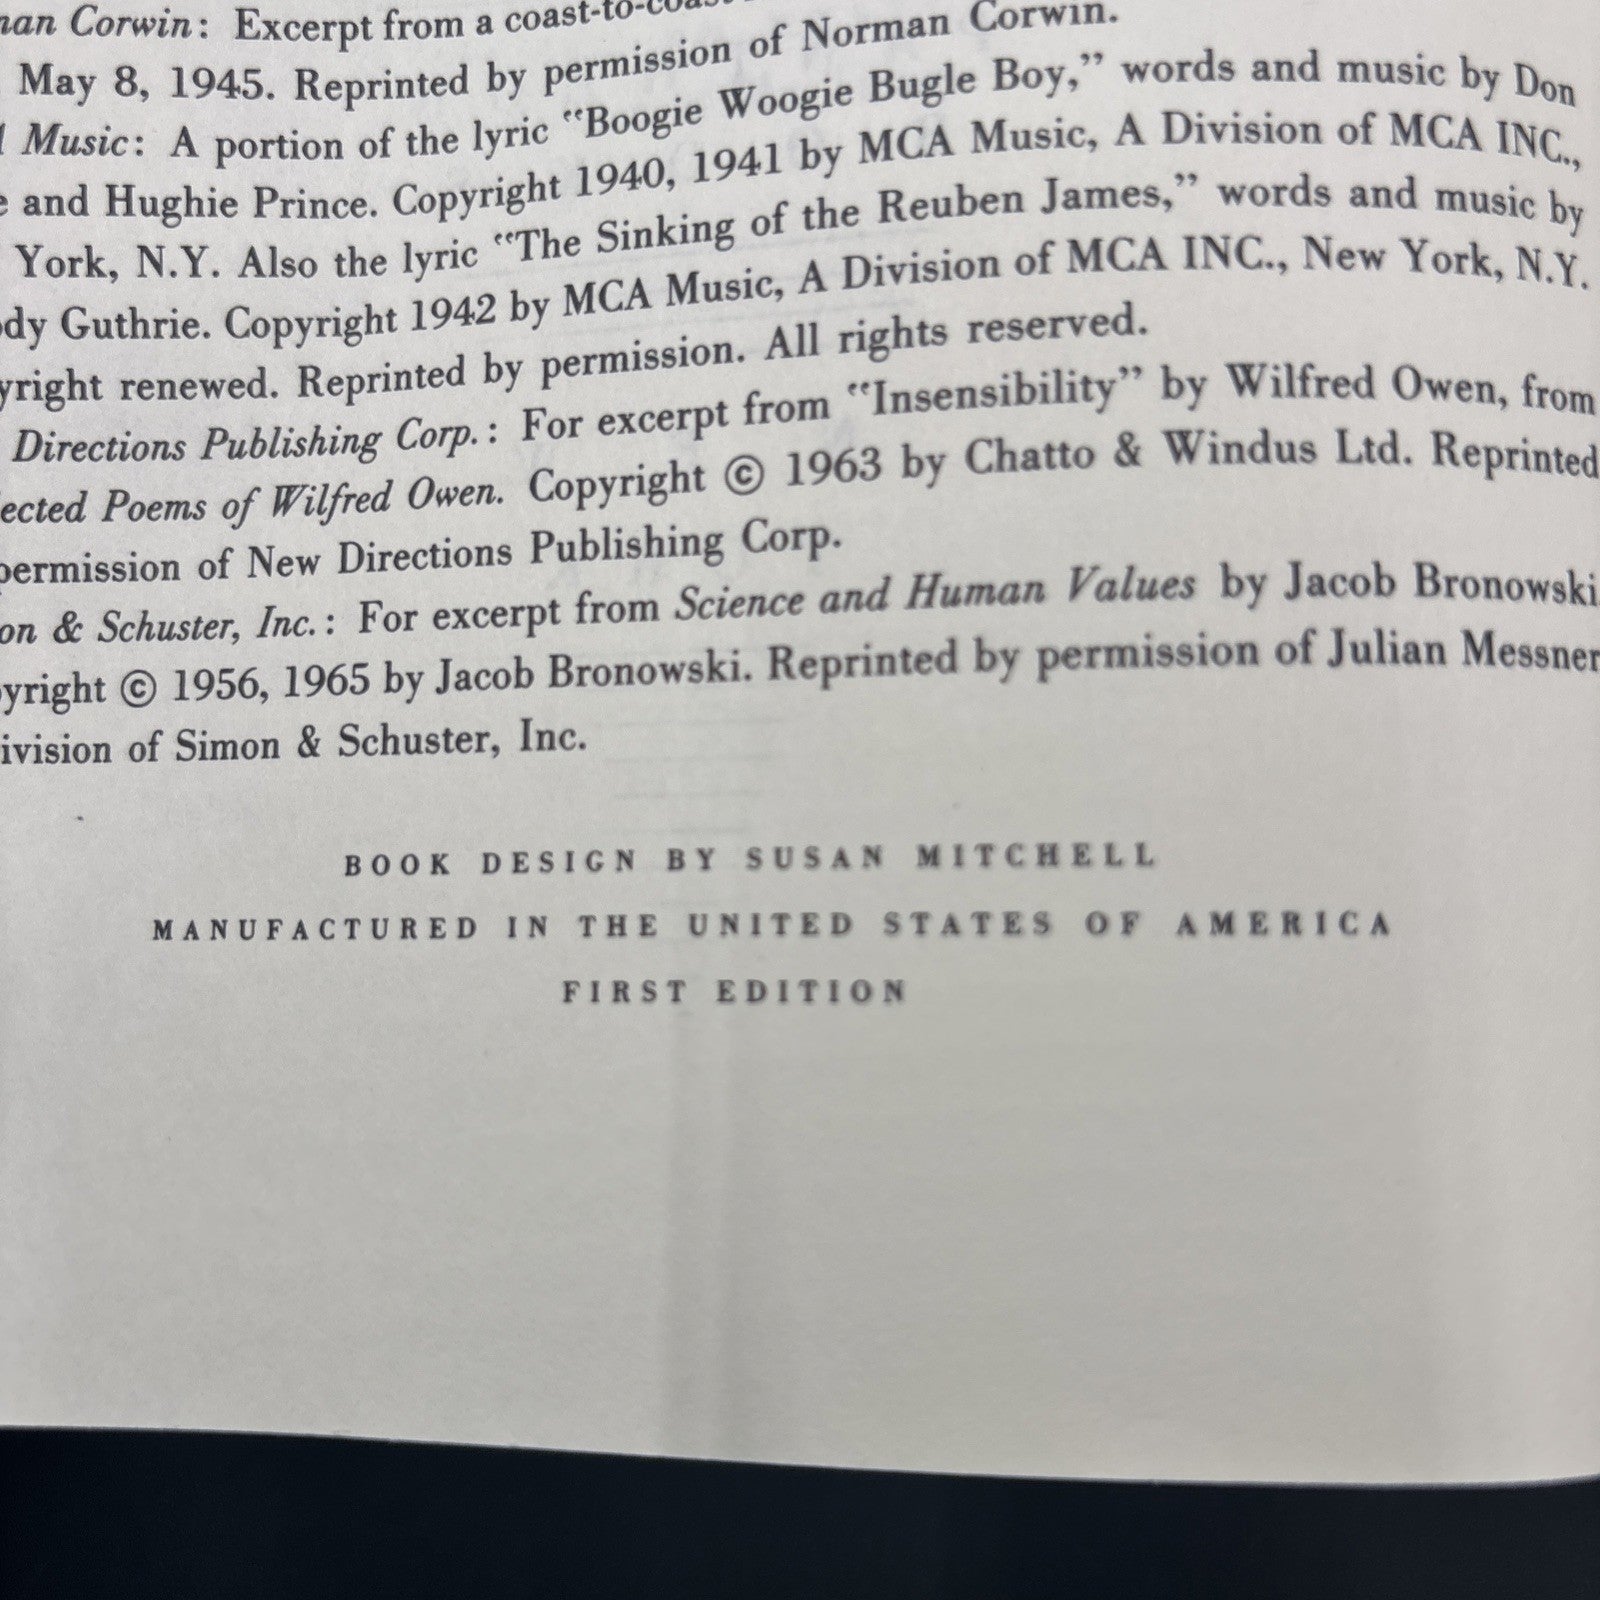 Corwin: Excerpt from a coast-to-coast
May 8, 1945. Reprinted by permission of Norman Corwin.
Music: A portion of the lyric "Boogie Woogie Bugle Boy," words and music by Don
and Hughie Prince. Copyright 1940, 1941 by MCA Music, A Division of MCA INC.,
York, N.Y. Also the lyric "The Sinking of the Reuben James," words and music by
Guthrie. Copyright 1942 by MCA Music, A Division of MCA INC., New York, N.Y.
yright renewed. Reprinted by permission. All rights reserved.
Directions Publishing Corp.: For excerpt from "Insensibility" by Wilfred Owen, from
ected Poems of Wilfred Owen. Copyright © 1963 by Chatto & Windus Ltd. Reprinted
permission of New Directions Publishing Corp.
on & Schuster, Inc.: For excerpt from Science and Human Values by Jacob Bronowski
yright © 1956, 1965 by Jacob Bronowski. Reprinted by permission of Julian Messner
ivision of Simon & Schuster, Inc.
BOOK DESIGN BY SUSAN MITCHELL
MANUFACTURED IN THE UNITED STATES OF AMERICA
FIRST EDITION